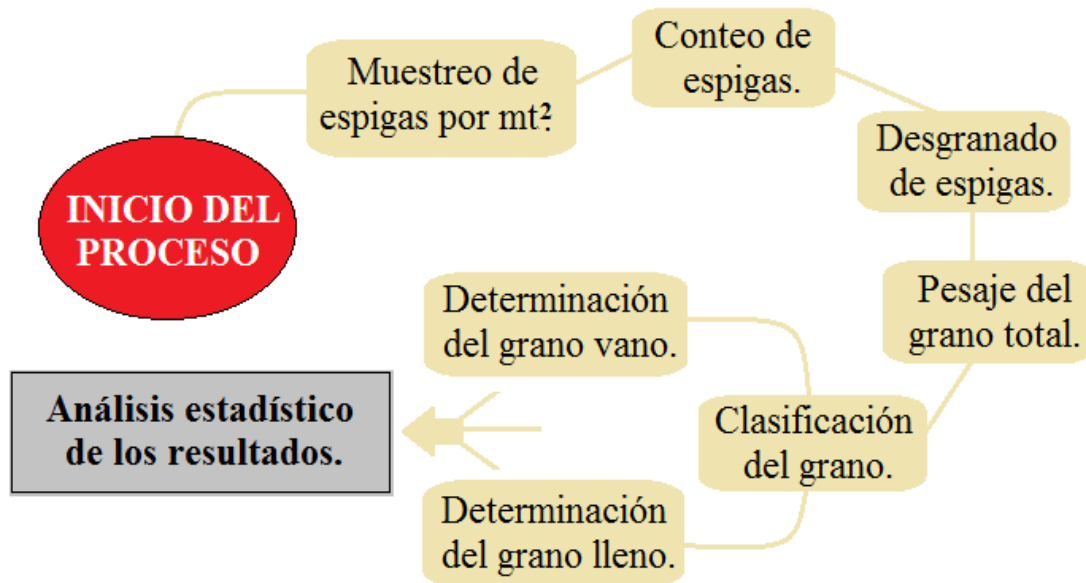 INICIO DEL
PROCESO
Muestreo de
espigas por mt².
Conteo de
espigas.
Desgranado
de espigas.
Pesaje del
grano total.
Clasificación
del grano.
Determinación
del grano vano.
Determinación
del grano lleno.
Análisis estadístico
de los resultados.